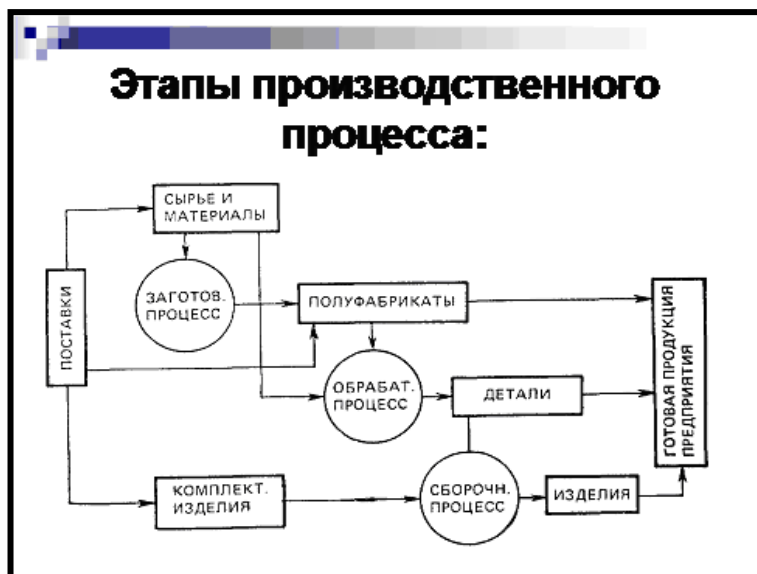 Этапы производственного
процесса:
СЫРЬЕ И
МАТЕРИАЛЫ
ЗАГОТОВ.
ПРОЦЕСС
ПОЛУФАБРИКАТЫ
ПОСТАВКИ
ОБРАБАТ.
ПРОЦЕСС
ДЕТАЛИ
ГОТОВАЯ ПРОДУКЦИЯ
ПРЕДПРИЯТИЯ
КОМПЛЕКТ.
ИЗДЕЛИЯ
СБОРОЧН.
ПРОЦЕСС
ИЗДЕЛИЯ